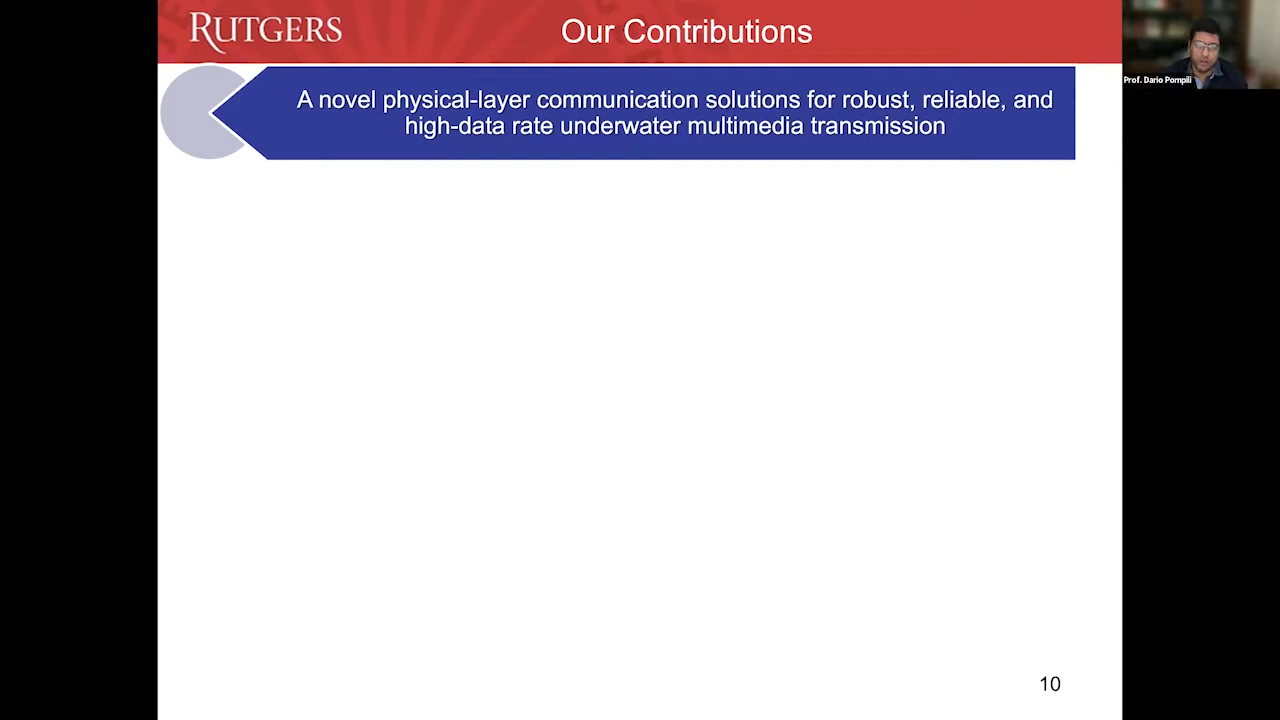 RUTGERS
Our Contributions
Prof. Dario Pompili
A novel physical-layer communication solutions for robust, reliable, and
high-data rate underwater multimedia transmission
10